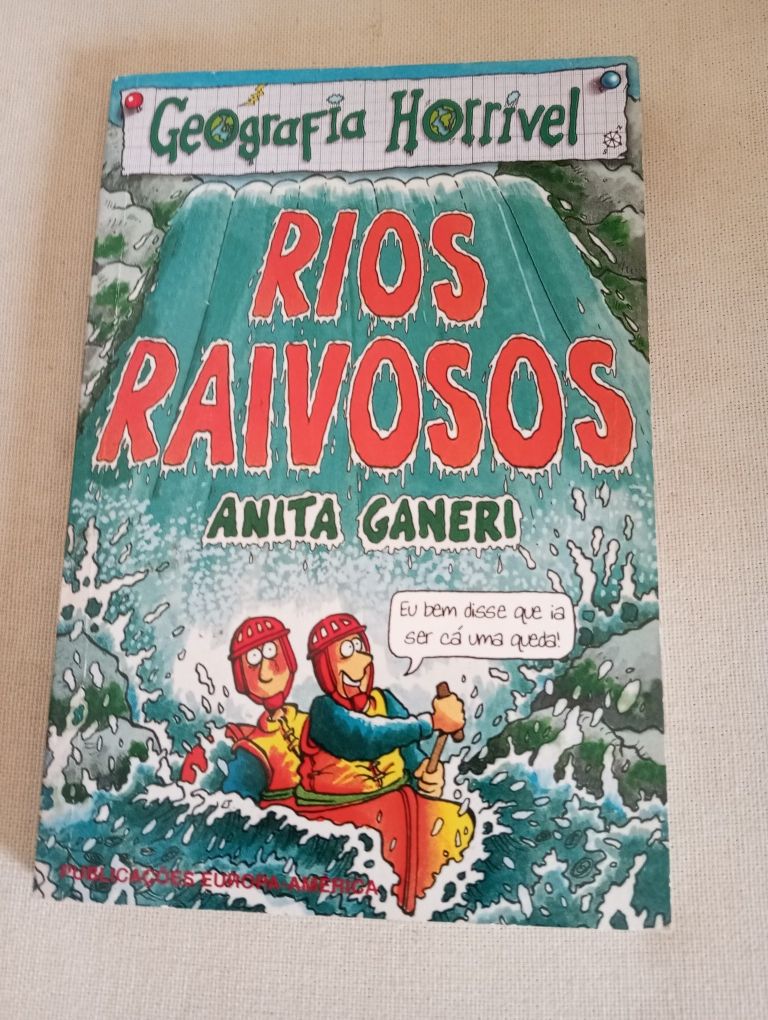 Geografia Horrível
RIOS
RAIVOSOS
ANITA GANERI
Eu bem disse que ia
ser cá uma queda!
PUBLICAÇÕES EUROPA-AMÉRICA